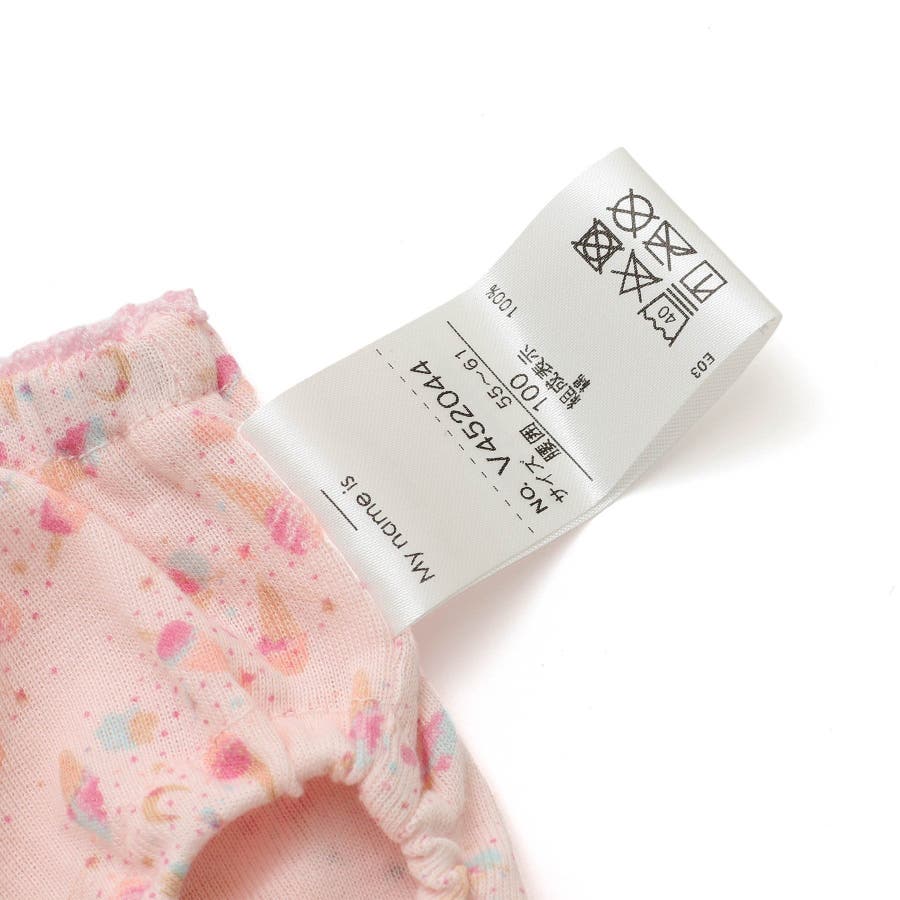 My name is
NO. V452044
サイズ 100
腰囲 55～61
組成表示
綿 100%
40
E03